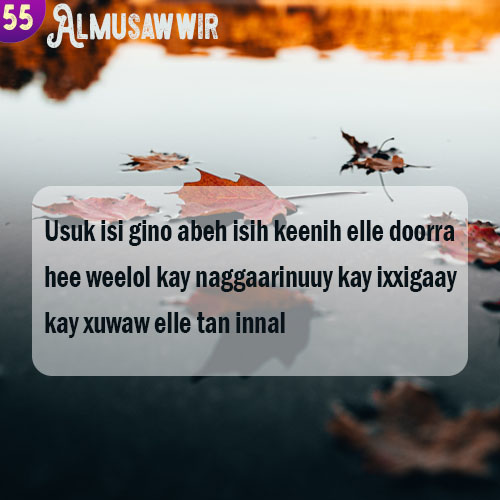 55 Almusawwir
Usuk isi gino abeh isih keenih elle doorra
hee weelol kay naggaarinuuy kay ixxigaay
kay xuwaw elle tan innal